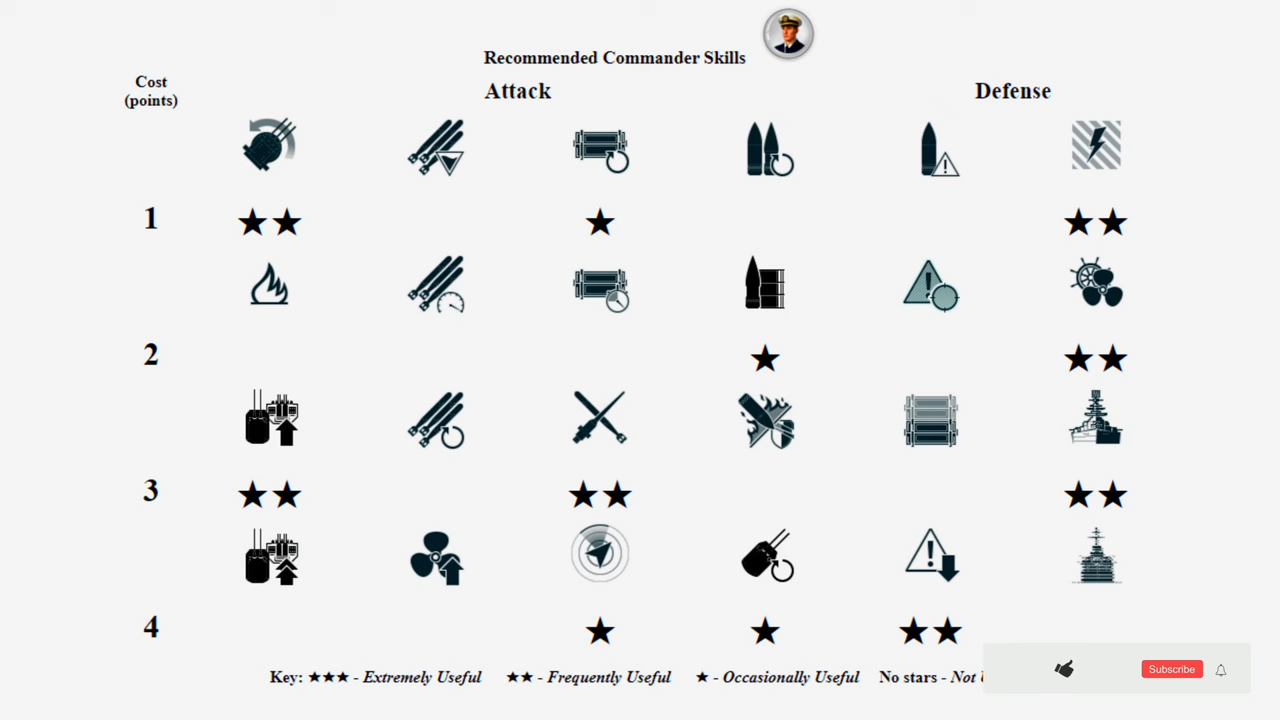 Recommended Commander Skills
Cost
(points)
Attack
Defense
1
★★ ★ ★★
2
★ ★★
3
★★ ★★ ★★
4
★ ★ ★★
Key: ★★★ - Extremely Useful ★★ - Frequently Useful ★ - Occasionally Useful No stars - Not
Subscribe